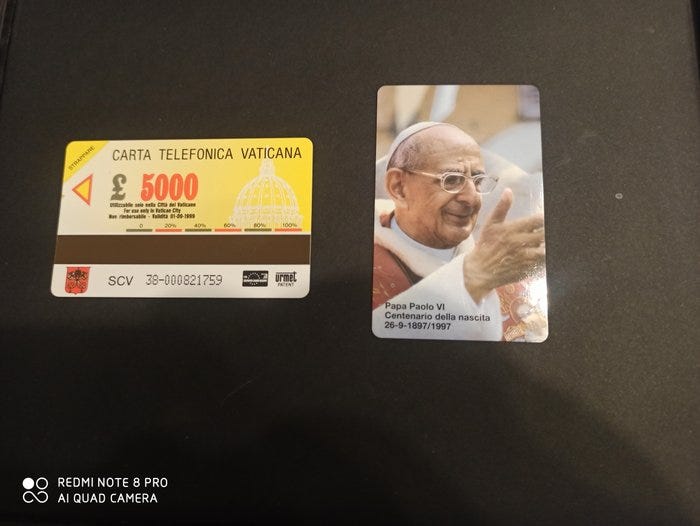 STRAPPARE
CARTA TELEFONICA VATICANA
£ 5000
Utilizzabile solo nella Città del Vaticano
For use only in Vatican City
Non rimborsabile - Validità 01-09-1999
0 20% 40% 60% 80% 100%
SCV 38-000821759
urmet
PATENT
Papa Paolo VI
Centenario della nascita
26-9-1897/1997
REDMI NOTE 8 PRO
AI QUAD CAMERA